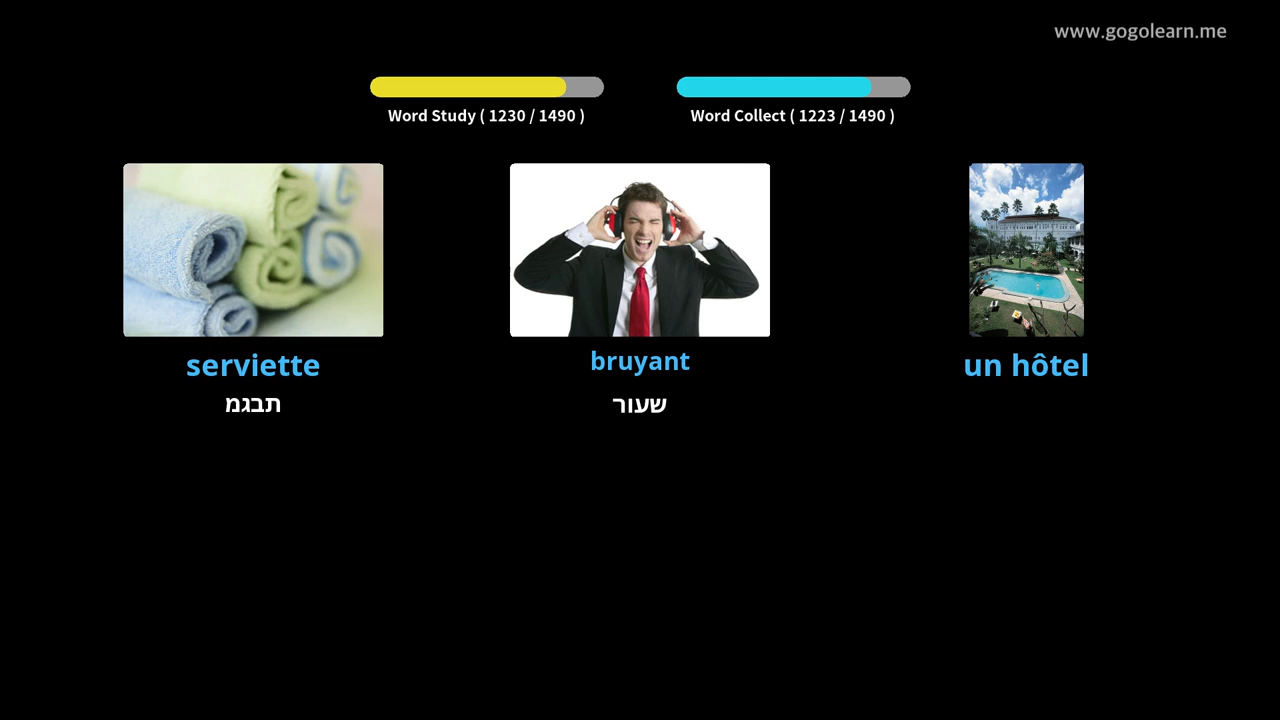 www.gogolearn.me
Word Study ( 1230 / 1490 )
Word Collect ( 1223 / 1490 )
serviette
תבגמ
bruyant
שעור
un hôtel